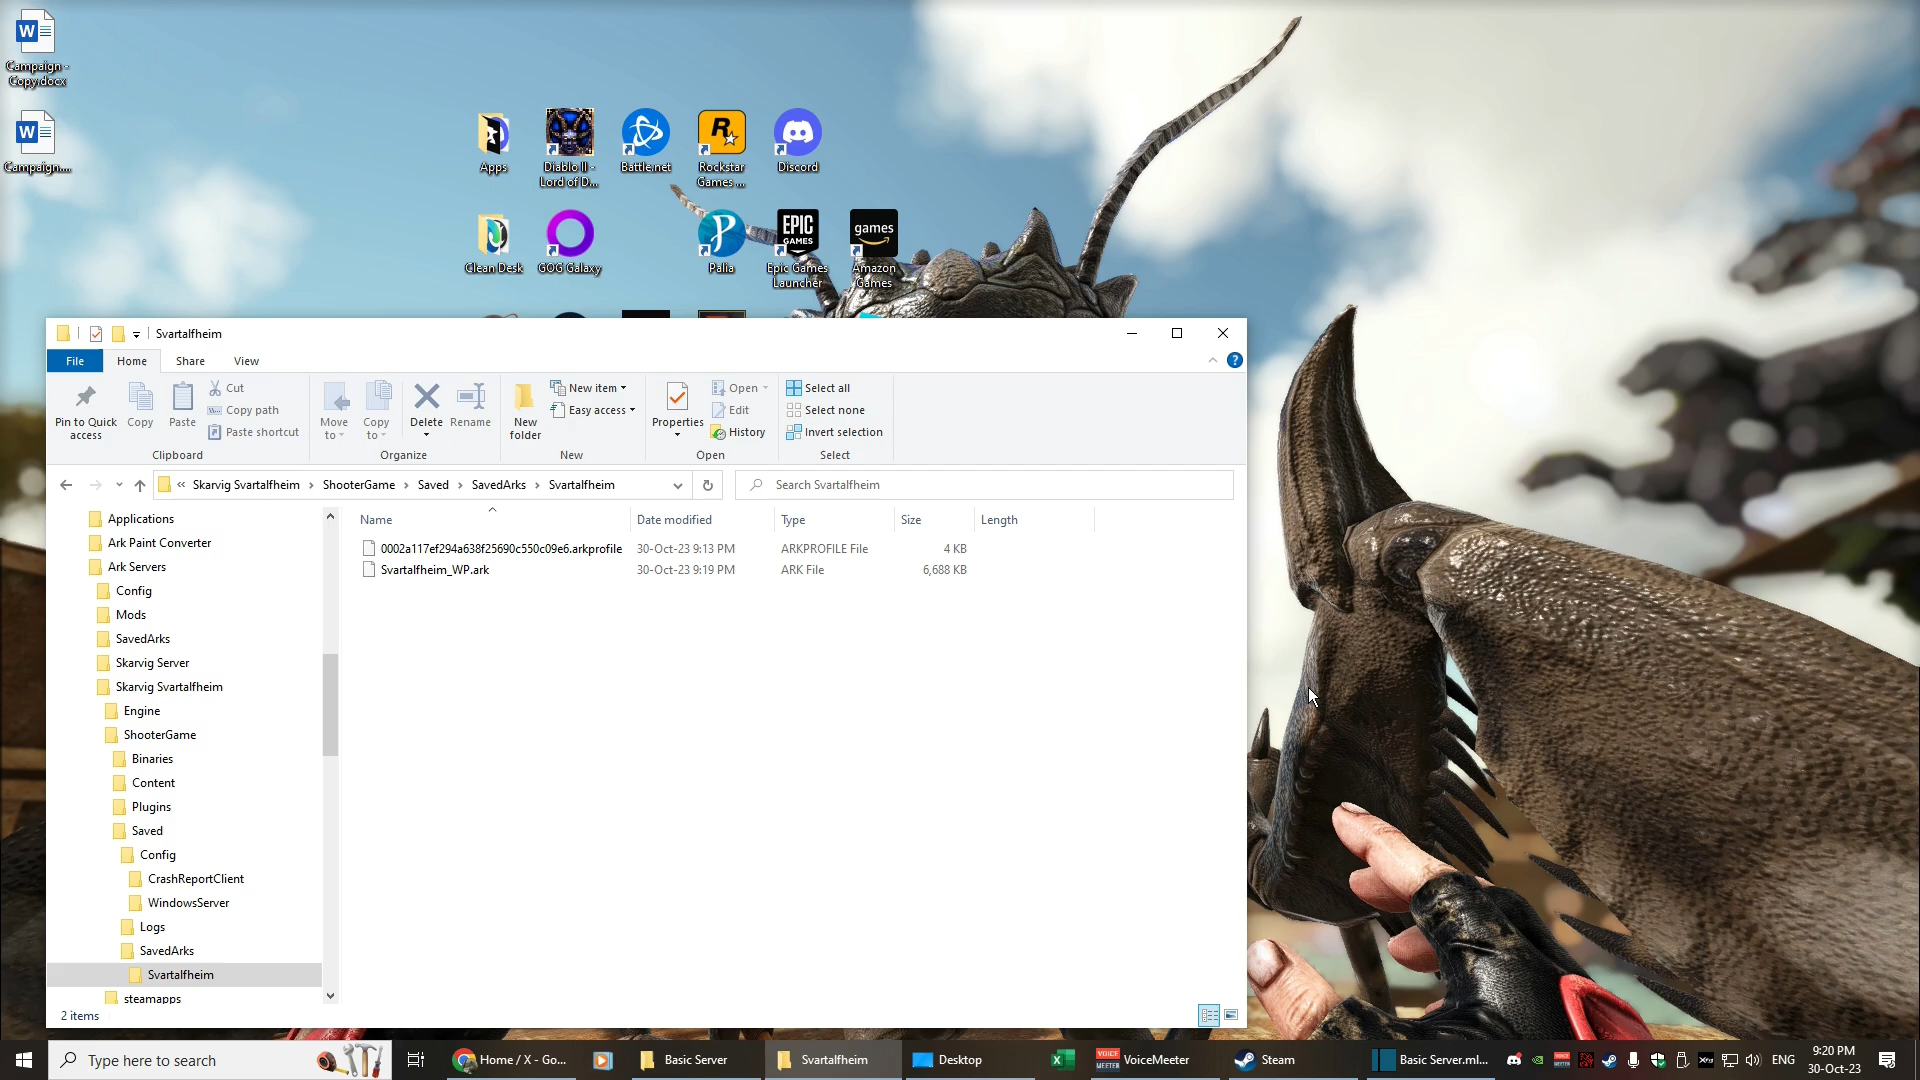 Campaign -
Copy.docx
Campaign....
Apps
Diablo II -
Lord of D...
Battle.net
Rockstar
Games ...
Discord
Clean Desk
GOG Galaxy
Palia
EPIC
GAMES
Epic Games
Launcher
games
Amazon
Games
Svartalfheim
File
Home
Share
View
Pin to Quick
access
Copy
Paste
Cut
Copy path
Paste shortcut
Clipboard
Move
to
Copy
to
Delete
Rename
Organize
New
folder
New item
Easy access
New
Properties
Open
Edit
History
Open
Select all
Select none
Invert selection
Select
« Skarvig Svartalfheim › ShooterGame › Saved › SavedArks › Svartalfheim
Search Svartalfheim
Name
Date modified
Type
Size
Length
0002a117ef294a638f25690c550c09e6.arkprofile 30-Oct-23 9:13 PM ARKPROFILE File 4 KB
Svartalfheim_WP.ark 30-Oct-23 9:19 PM ARK File 6,688 KB
Applications
Ark Paint Converter
Ark Servers
Config
Mods
SavedArks
Skarvig Server
Skarvig Svartalfheim
Engine
ShooterGame
Binaries
Content
Plugins
Saved
Config
CrashReportClient
WindowsServer
Logs
SavedArks
Svartalfheim
steamapps
2 items
Type here to search
Home / X - Go...
Basic Server
Svartalfheim
Desktop
VOICE
MEETER
VoiceMeeter
Steam
Basic Server.ml...
ENG
9:20 PM
30-Oct-23